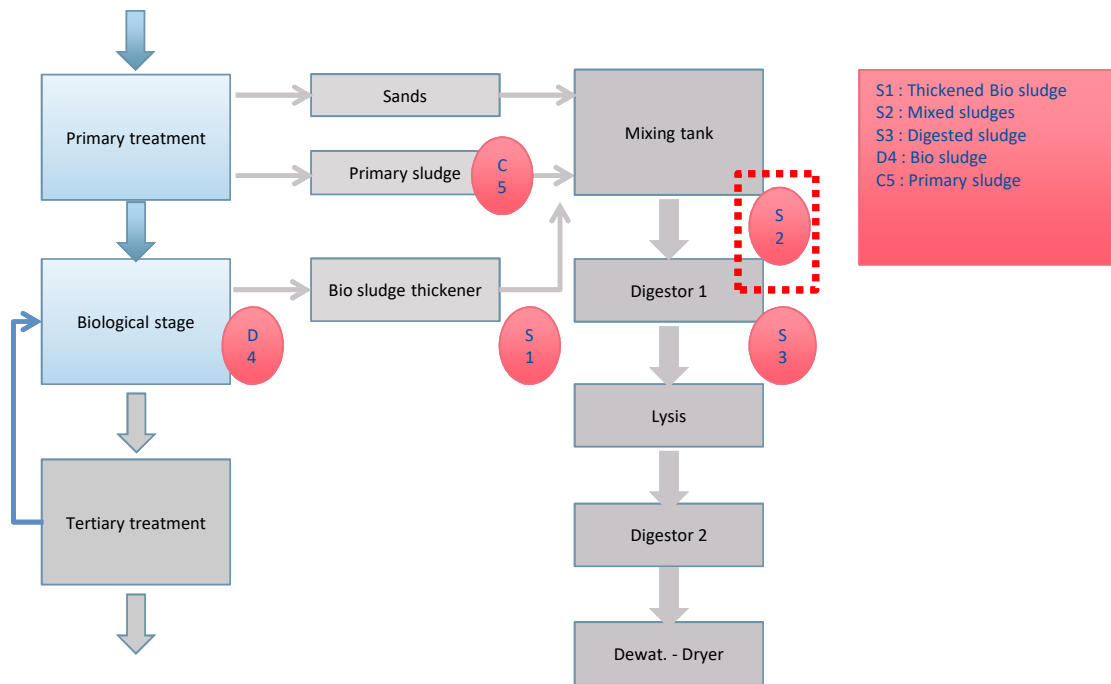 Primary treatment
Sands
Mixing tank
Primary sludge
C
5
S
2
Biological stage
D
4
Bio sludge thickener
S
1
Digestor 1
S
3
Lysis
Tertiary treatment
Digestor 2
Dewat. - Dryer
S1 : Thickened Bio sludge
S2 : Mixed sludges
S3 : Digested sludge
D4 : Bio sludge
C5 : Primary sludge